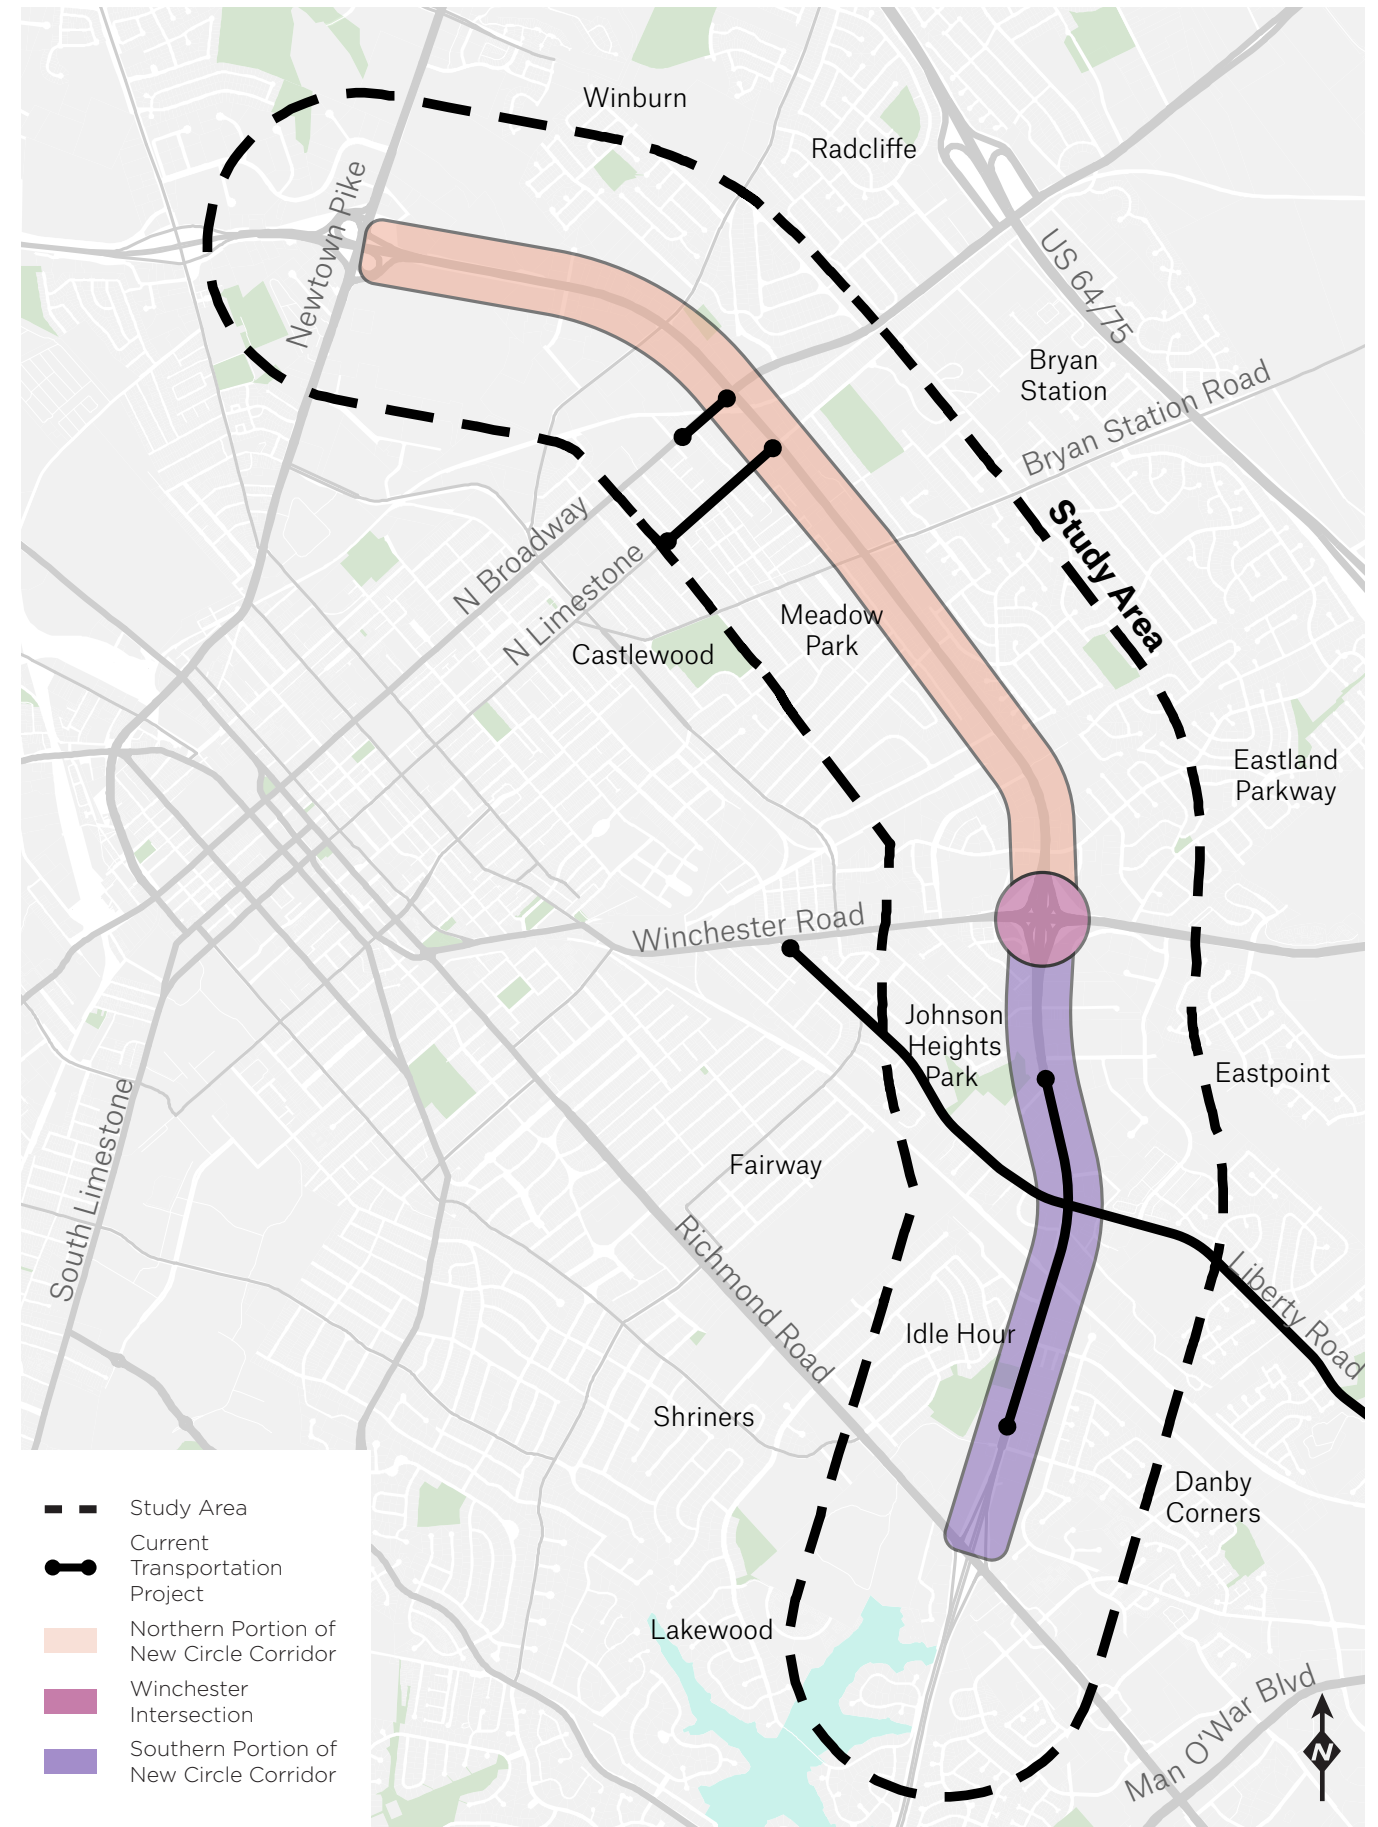 Winburn
Radcliffe
Newtown Pike
US 64/75
Bryan
Station
Bryan Station Road
Study Area
N Broadway
N Limestone
Meadow
Park
Castlewood
Eastland
Parkway
Winchester Road
Johnson
Heights
Park
Eastpoint
South Limestone
Fairway
Richmond Road
Liberty Road
Idle Hour
Shriners
Danby
Corners
Lakewood
Man O'War Blvd
N
Study Area
Current
Transportation
Project
Northern Portion of
New Circle Corridor
Winchester
Intersection
Southern Portion of
New Circle Corridor